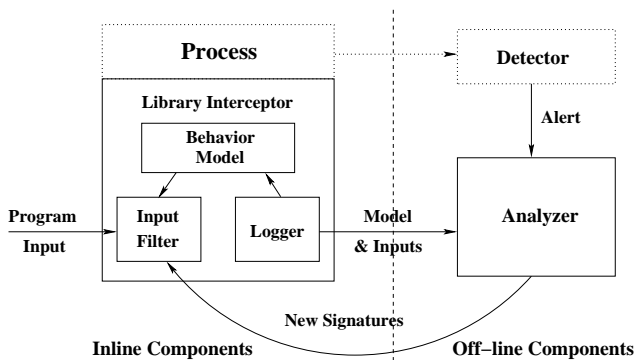 Process
Detector
Library Interceptor
Behavior
Model
Alert
Program
Input
Input
Filter
Logger
Model
& Inputs
Analyzer
New Signatures
Inline Components
Off-line Components